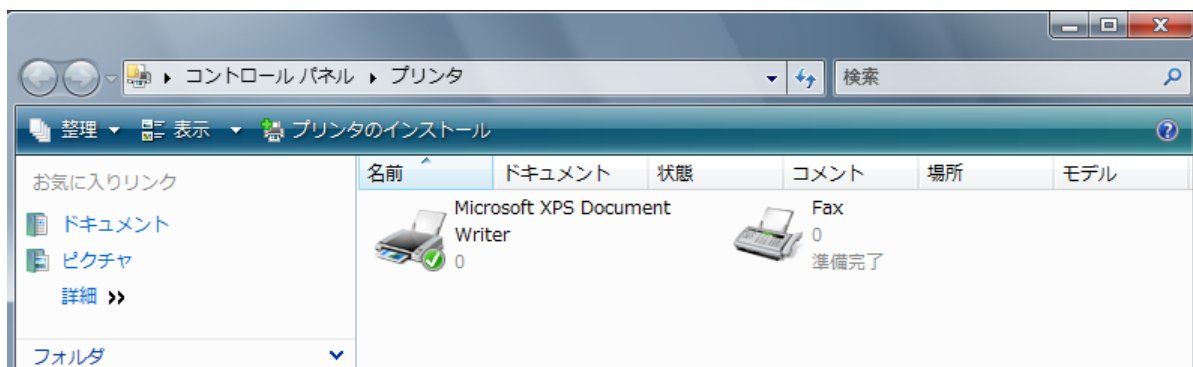 コントロール パネル ▸ プリンタ
検索
整理 表示 プリンタのインストール
お気に入りリンク
ドキュメント
ピクチャ
詳細 »
フォルダ
名前 ドキュメント 状態 コメント 場所 モデル
Microsoft XPS Document
Writer
0
Fax
0
準備完了